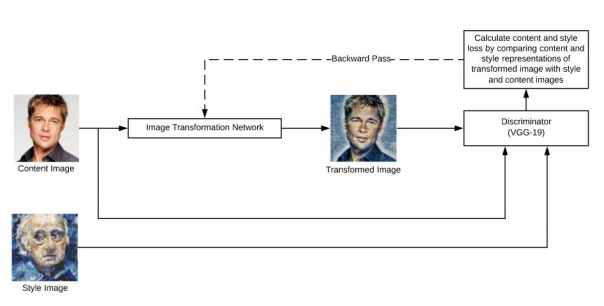 Calculate content and style
loss by comparing content and
style representations of
transformed image with style
and content images
Backward Pass
Image Transformation Network
Discriminator
(VGG-19)
Content Image
Transformed Image
Style Image